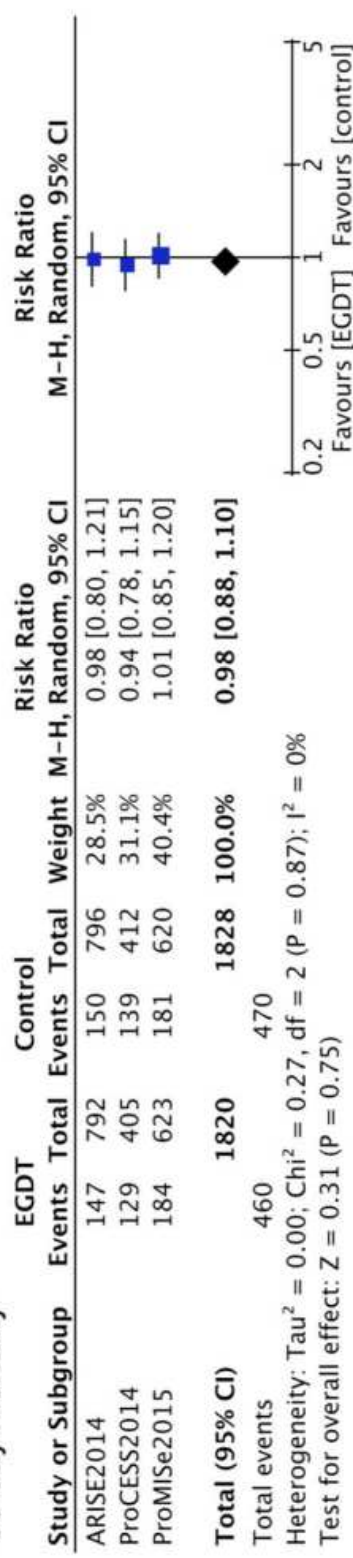 EGDT Control Risk Ratio Risk Ratio
Study or Subgroup Events Total Events Total Weight M-H, Random, 95% CI M-H, Random, 95% CI
ARISE2014 147 792 150 796 28.5% 0.98 [0.80, 1.21]
ProCESS2014 129 405 139 412 31.1% 0.94 [0.78, 1.15]
ProMISe2015 184 623 181 620 40.4% 1.01 [0.85, 1.20]
Total (95% CI) 1820 1828 100.0% 0.98 [0.88, 1.10]
Total events 460 470
Heterogeneity: Tau² = 0.00; Chi² = 0.27, df = 2 (P = 0.87); I² = 0%
Test for overall effect: Z = 0.31 (P = 0.75)
0.2 0.5 1 2 5
Favours [EGDT] Favours [control]